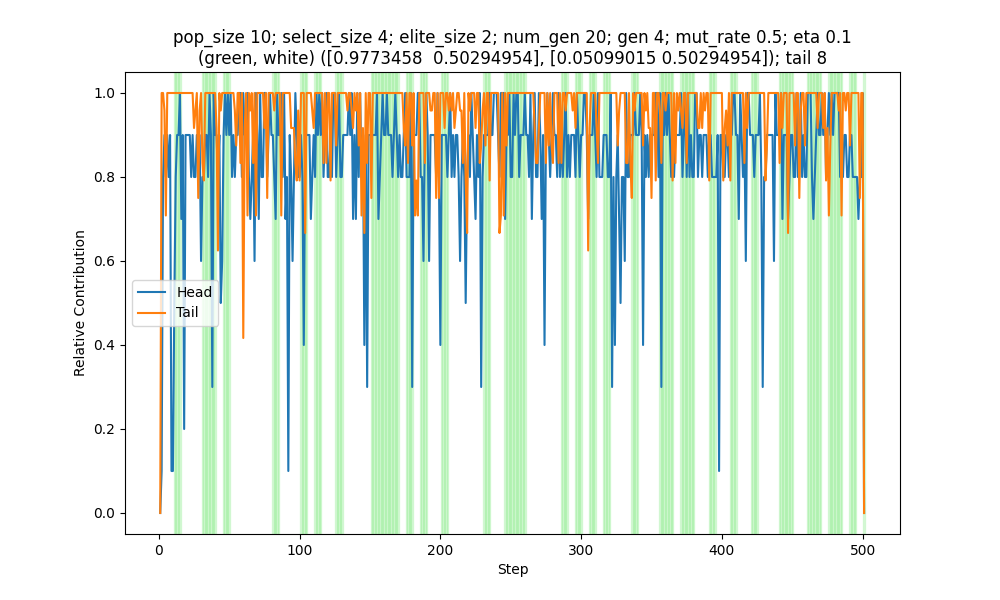 pop_size 10; select_size 4; elite_size 2; num_gen 20; gen 4; mut_rate 0.5; eta 0.1
(green, white) ([0.9773458  0.50294954], [0.05099015 0.50294954]); tail 8
Relative Contribution
1.0
0.8
0.6
0.4
0.2
0.0
Head
Tail
0
100
200
300
400
500
Step